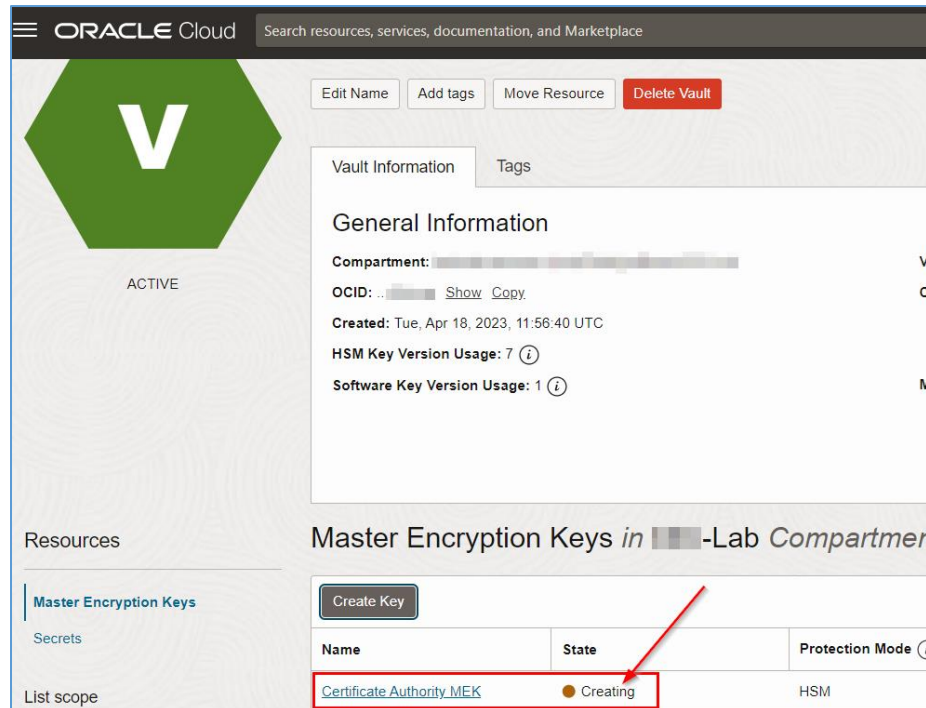 ORACLE Cloud Search resources, services, documentation, and Marketplace
V
ACTIVE
Edit Name Add tags Move Resource Delete Vault
Vault Information Tags
General Information
Compartment:
OCID: .. Show Copy
Created: Tue, Apr 18, 2023, 11:56:40 UTC
HSM Key Version Usage: 7 i
Software Key Version Usage: 1 i
Resources
Master Encryption Keys
Secrets
List scope
Master Encryption Keys in -Lab Compartmen
Create Key
Name State Protection Mode
Certificate Authority MEK Creating HSM